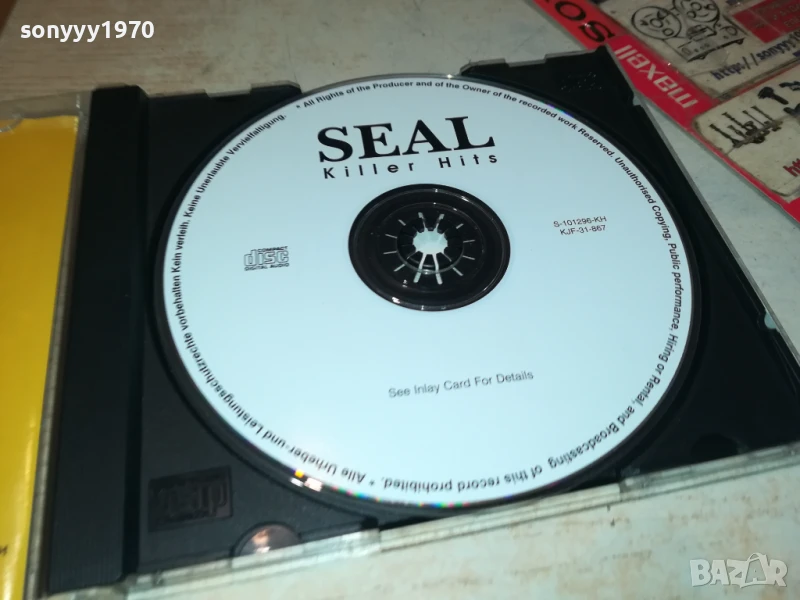 sonyyy1970
SEAL
Killer Hits
S-101296-KH
KJF-31-867
COMPACT
disc
DIGITAL AUDIO
See Inlay Card For Details
* All Rights of the Producer and of the Owner of the recorded work Reserved. Unauthorised Copying, Public performance, Hiring or Rental, and Broadcasting of this record prohibited.
* Alle Urheber-und Leistungsschutzrechte vorbehalten Kein verleih. Keine Unerlaubte Vervielfältigung.
maxell
SO
BAZAR